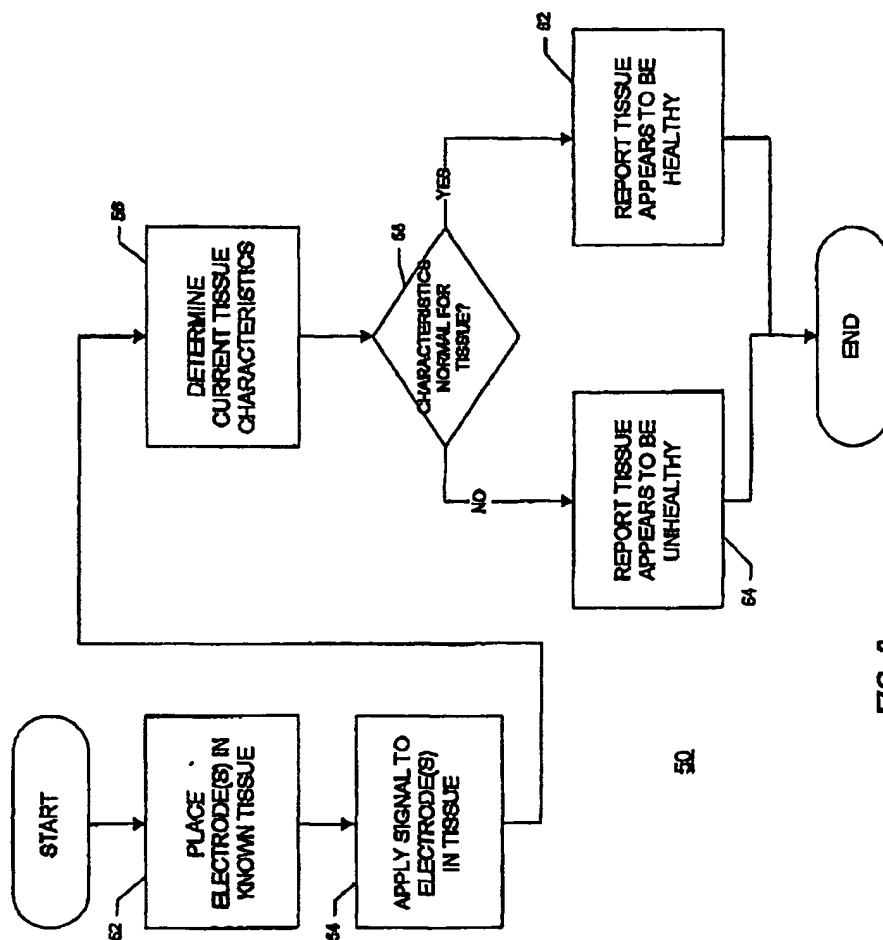 START
52
PLACE
ELECTRODE(S) IN
KNOWN TISSUE
54
APPLY SIGNAL TO
ELECTRODE(S)
IN TISSUE
56
DETERMINE
CURRENT TISSUE
CHARACTERISTICS
58
CHARACTERISTICS
NORMAL FOR
TISSUE?
NO
YES
64
REPORT TISSUE
APPEARS TO BE
UNHEALTHY
62
REPORT TISSUE
APPEARS TO BE
HEALTHY
END
50
FIG. 4